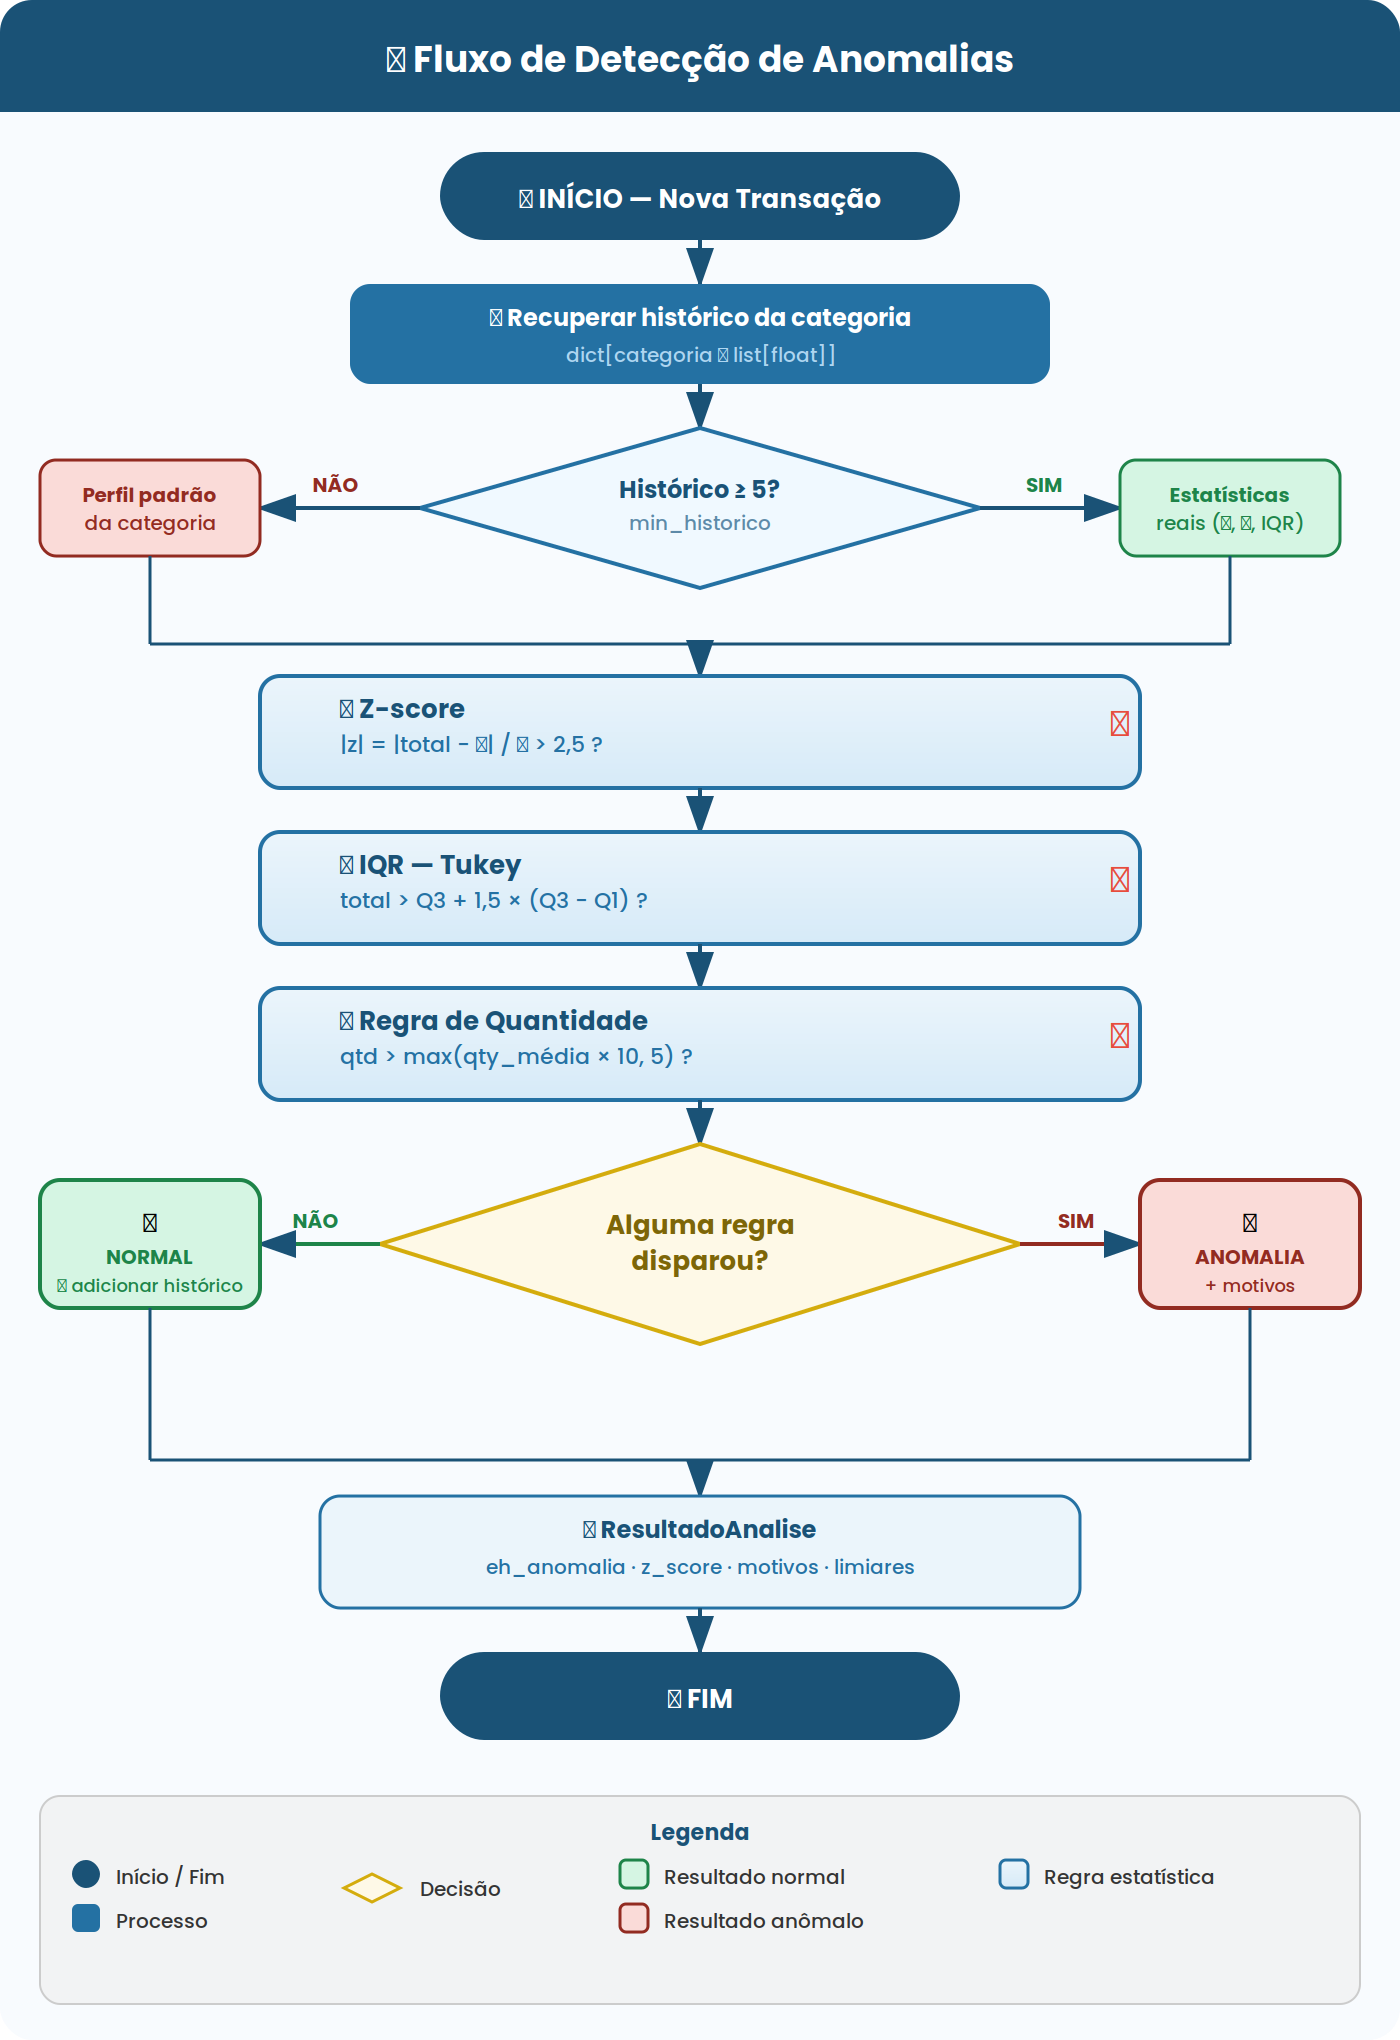 Fluxo de Detecção de Anomalias
INÍCIO — Nova Transação
Recuperar histórico da categoria
dict[categoria list[float]]
Histórico ≥ 5?
min_historico
NÃO
SIM
Perfil padrão
da categoria
Estatísticas
reais (, , IQR)
Z-score
|z| = |total - | / > 2,5 ?
IQR — Tukey
total > Q3 + 1,5 × (Q3 - Q1) ?
Regra de Quantidade
qtd > max(qty_média × 10, 5) ?
Alguma regra
disparou?
NÃO
SIM
NORMAL
adicionar histórico
ANOMALIA
+ motivos
ResultadoAnalise
eh_anomalia · z_score · motivos · limiares
FIM
Legenda
Início / Fim
Processo
Decisão
Resultado normal
Resultado anômalo
Regra estatística